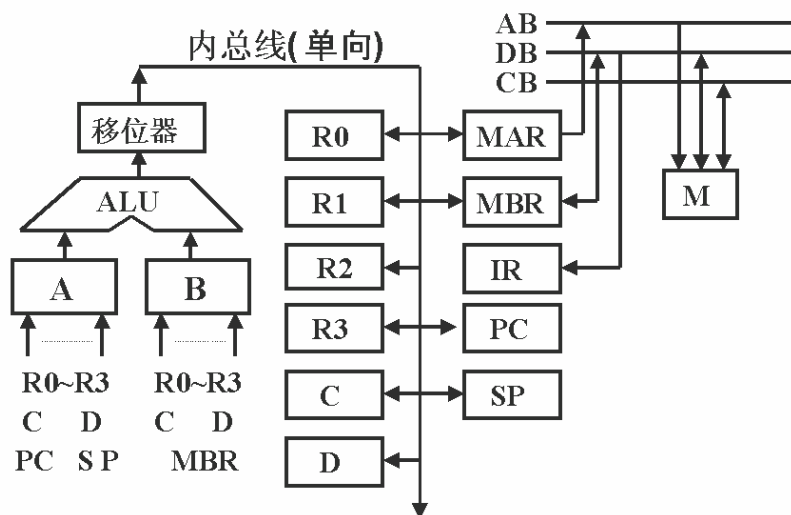 内总线(单向)
AB
DB
CB
移位器
ALU
A
B
R0~R3
C D
PC S P
R0~R3
C D
MBR
R0
MAR
R1
MBR
R2
IR
R3
PC
C
SP
D
M